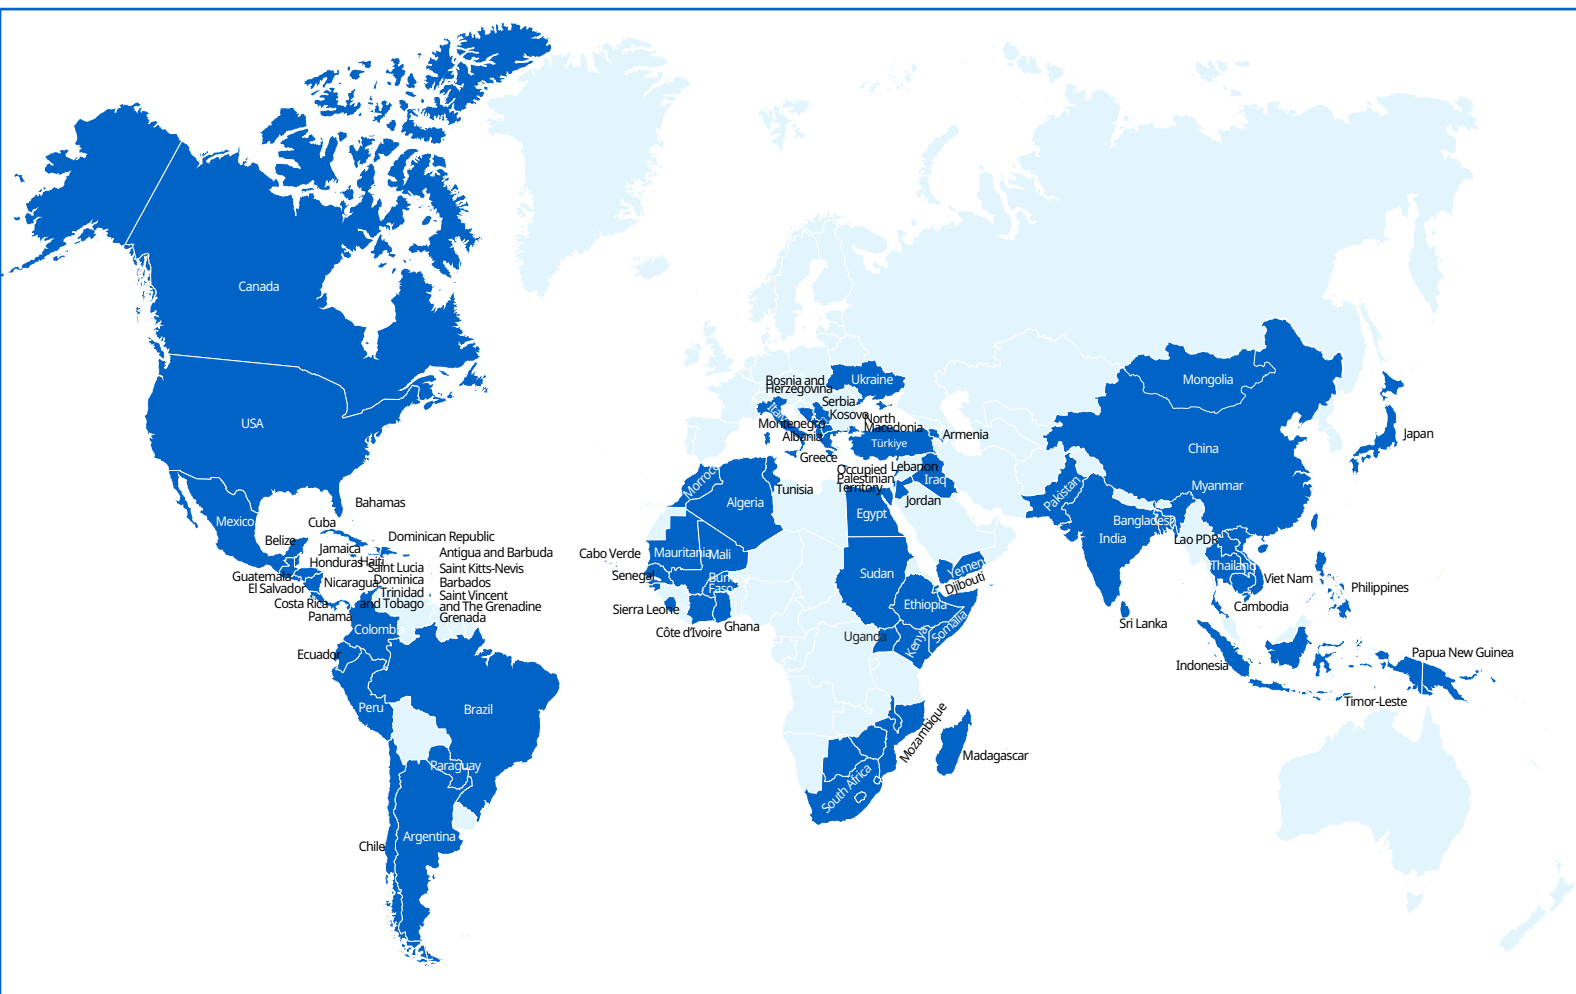 Canada
USA
Mexico
Bahamas
Cuba
Belize
Dominican Republic
Jamaica
Honduras
Haiti
Antigua and Barbuda
Saint Lucia
Saint Kitts-Nevis
Guatemala
Nicaragua
Dominica
Barbados
El Salvador
Trinidad
and Tobago
Saint Vincent
and The Grenadine
Costa Rica
Panama
Grenada
Colomb
Ecuador
Peru
Brazil
Paraguay
Argentina
Chile
Bosnia and
Herzegovina
Ukraine
Serbia
Italy
Kosovo
North
Macedonia
Montenegro
Albania
Türkiye
Armenia
Greece
Occupied
Palestinian
Territory
Lebanon
Iraq
Jordan
Morroco
Algeria
Tunisia
Egypt
Cabo Verde
Mauritania
Mali
Senegal
Burkina
Faso
Sudan
Yemen
Djibouti
Sierra Leone
Côte d'Ivoire
Ghana
Ethiopia
Uganda
Kenya
Somalia
Mozambique
Madagascar
South Africa
Mongolia
China
Japan
Myanmar
Pakistan
Bangladesh
India
Lao PDR
Thailand
Viet Nam
Cambodia
Philippines
Sri Lanka
Indonesia
Papua New Guinea
Timor-Leste